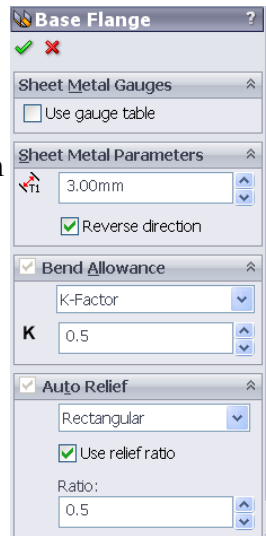 Base Flange ?
Sheet Metal Gauges
Use gauge table
Sheet Metal Parameters
T1 3.00mm
Reverse direction
Bend Allowance
K-Factor
K 0.5
Auto Relief
Rectangular
Use relief ratio
Ratio:
0.5